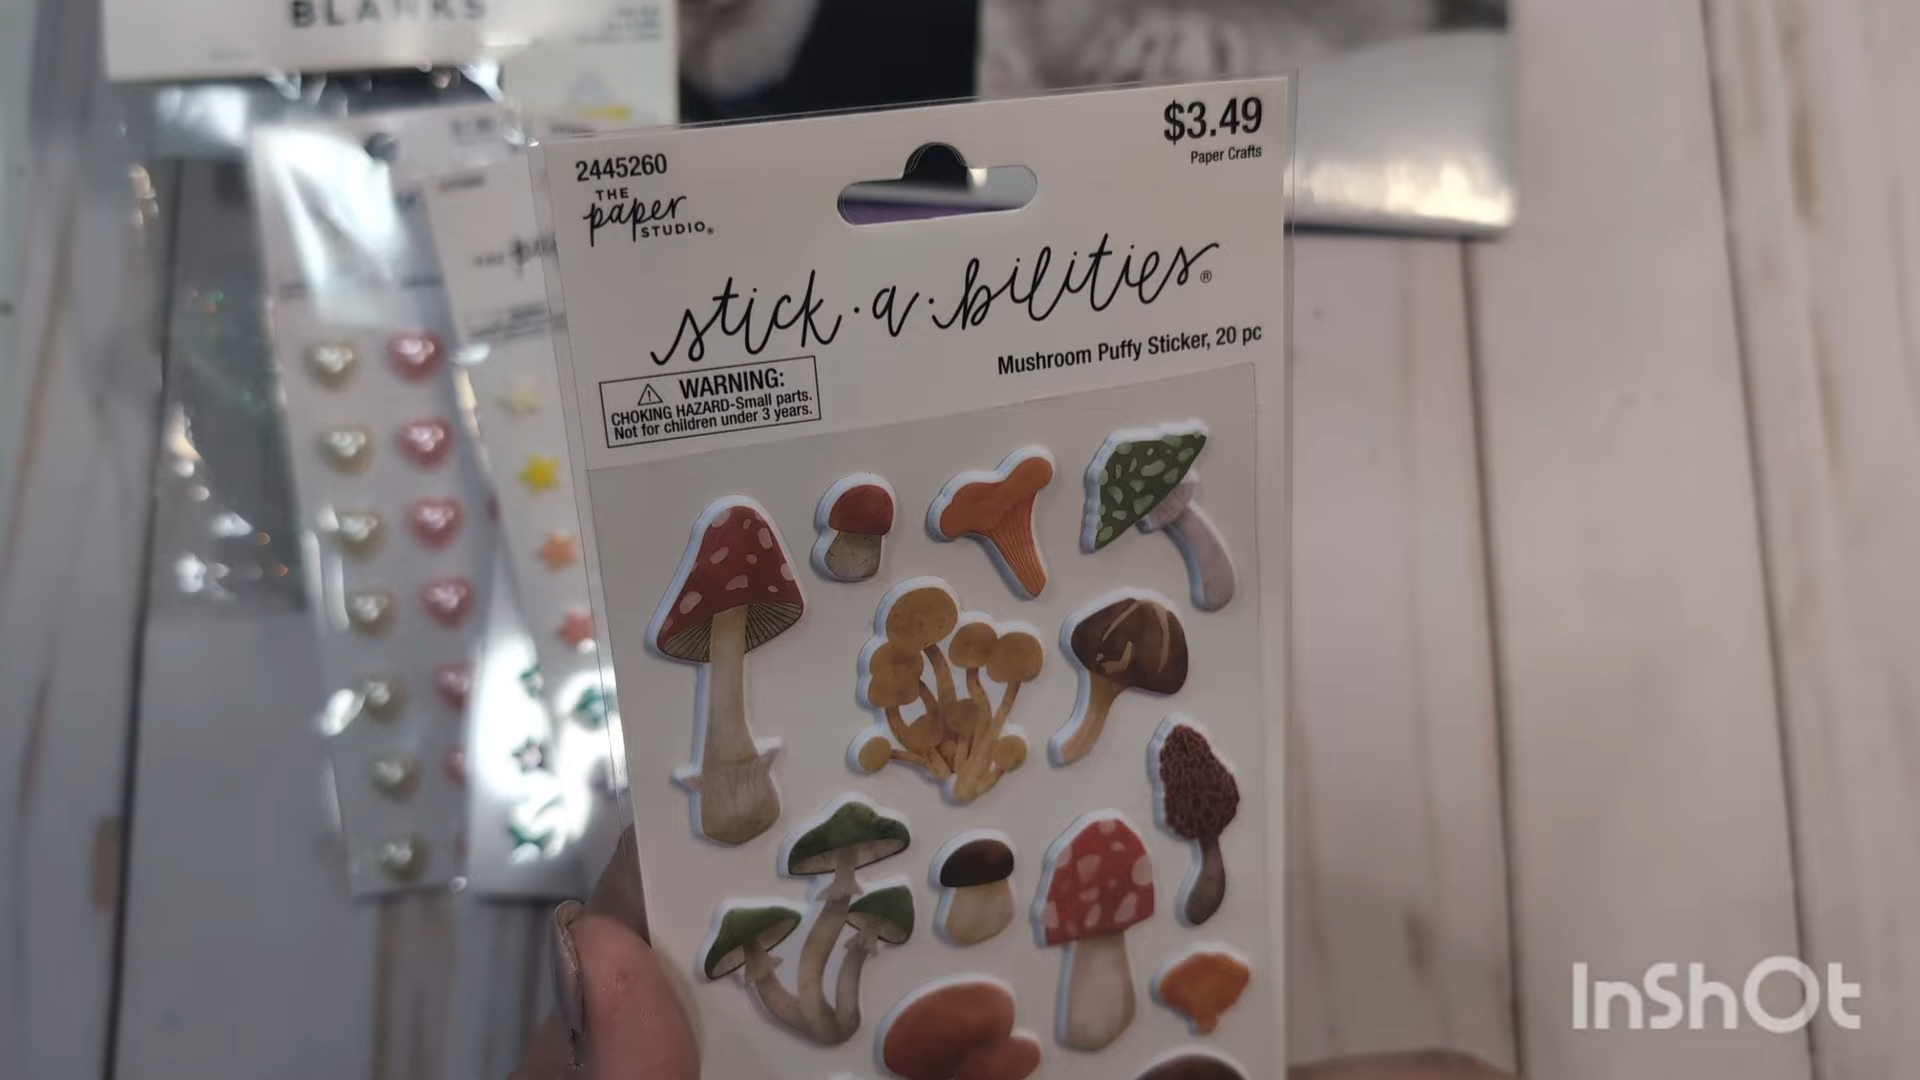 BLANKS
$3.49
Paper Crafts
2445260
THE
paper
STUDIO®
stick·a·bilities®
Mushroom Puffy Sticker, 20 pc
WARNING:
CHOKING HAZARD-Small parts.
Not for children under 3 years.
InShOt